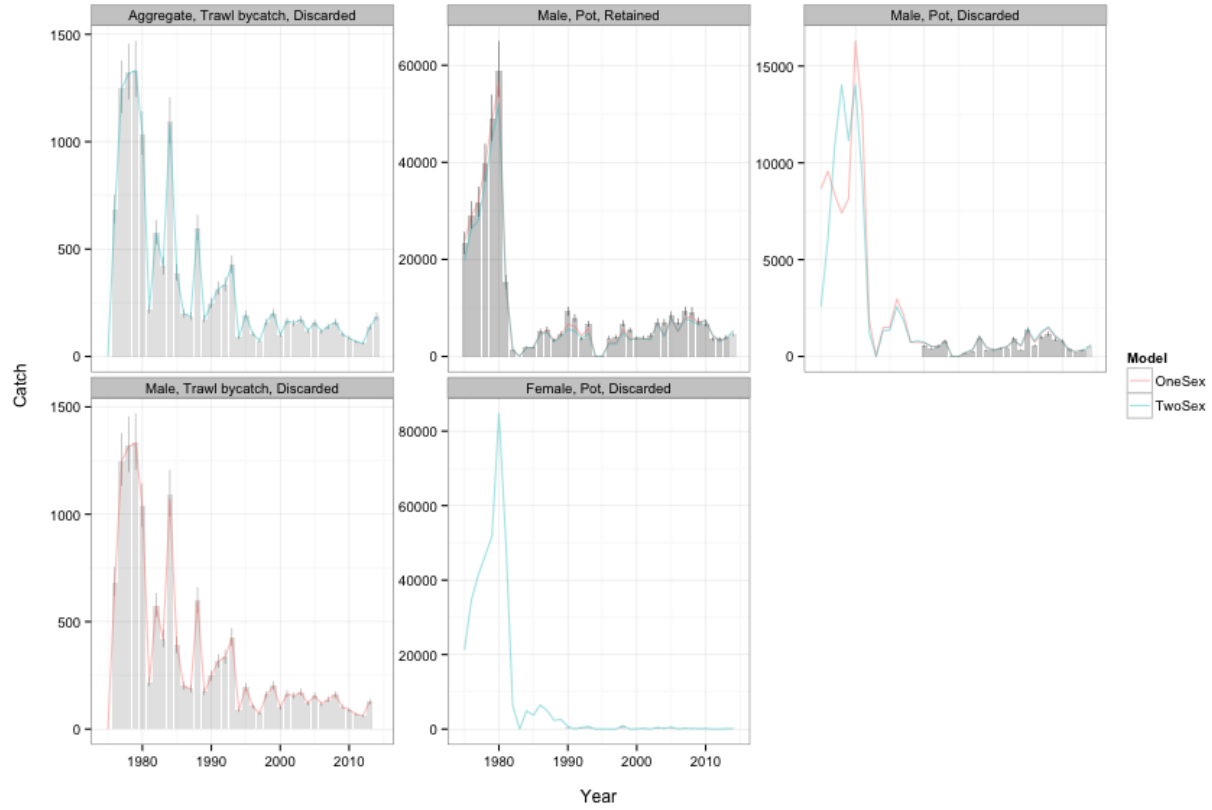 Aggregate, Trawl bycatch, Discarded
Male, Pot, Retained
Male, Pot, Discarded
1500
1000
500
0
60000
40000
20000
0
15000
10000
5000
0
Male, Trawl bycatch, Discarded
Female, Pot, Discarded
1500
1000
500
0
80000
60000
40000
20000
0
1980
1990
2000
2010
1980
1990
2000
2010
Catch
Year
Model
OneSex
TwoSex